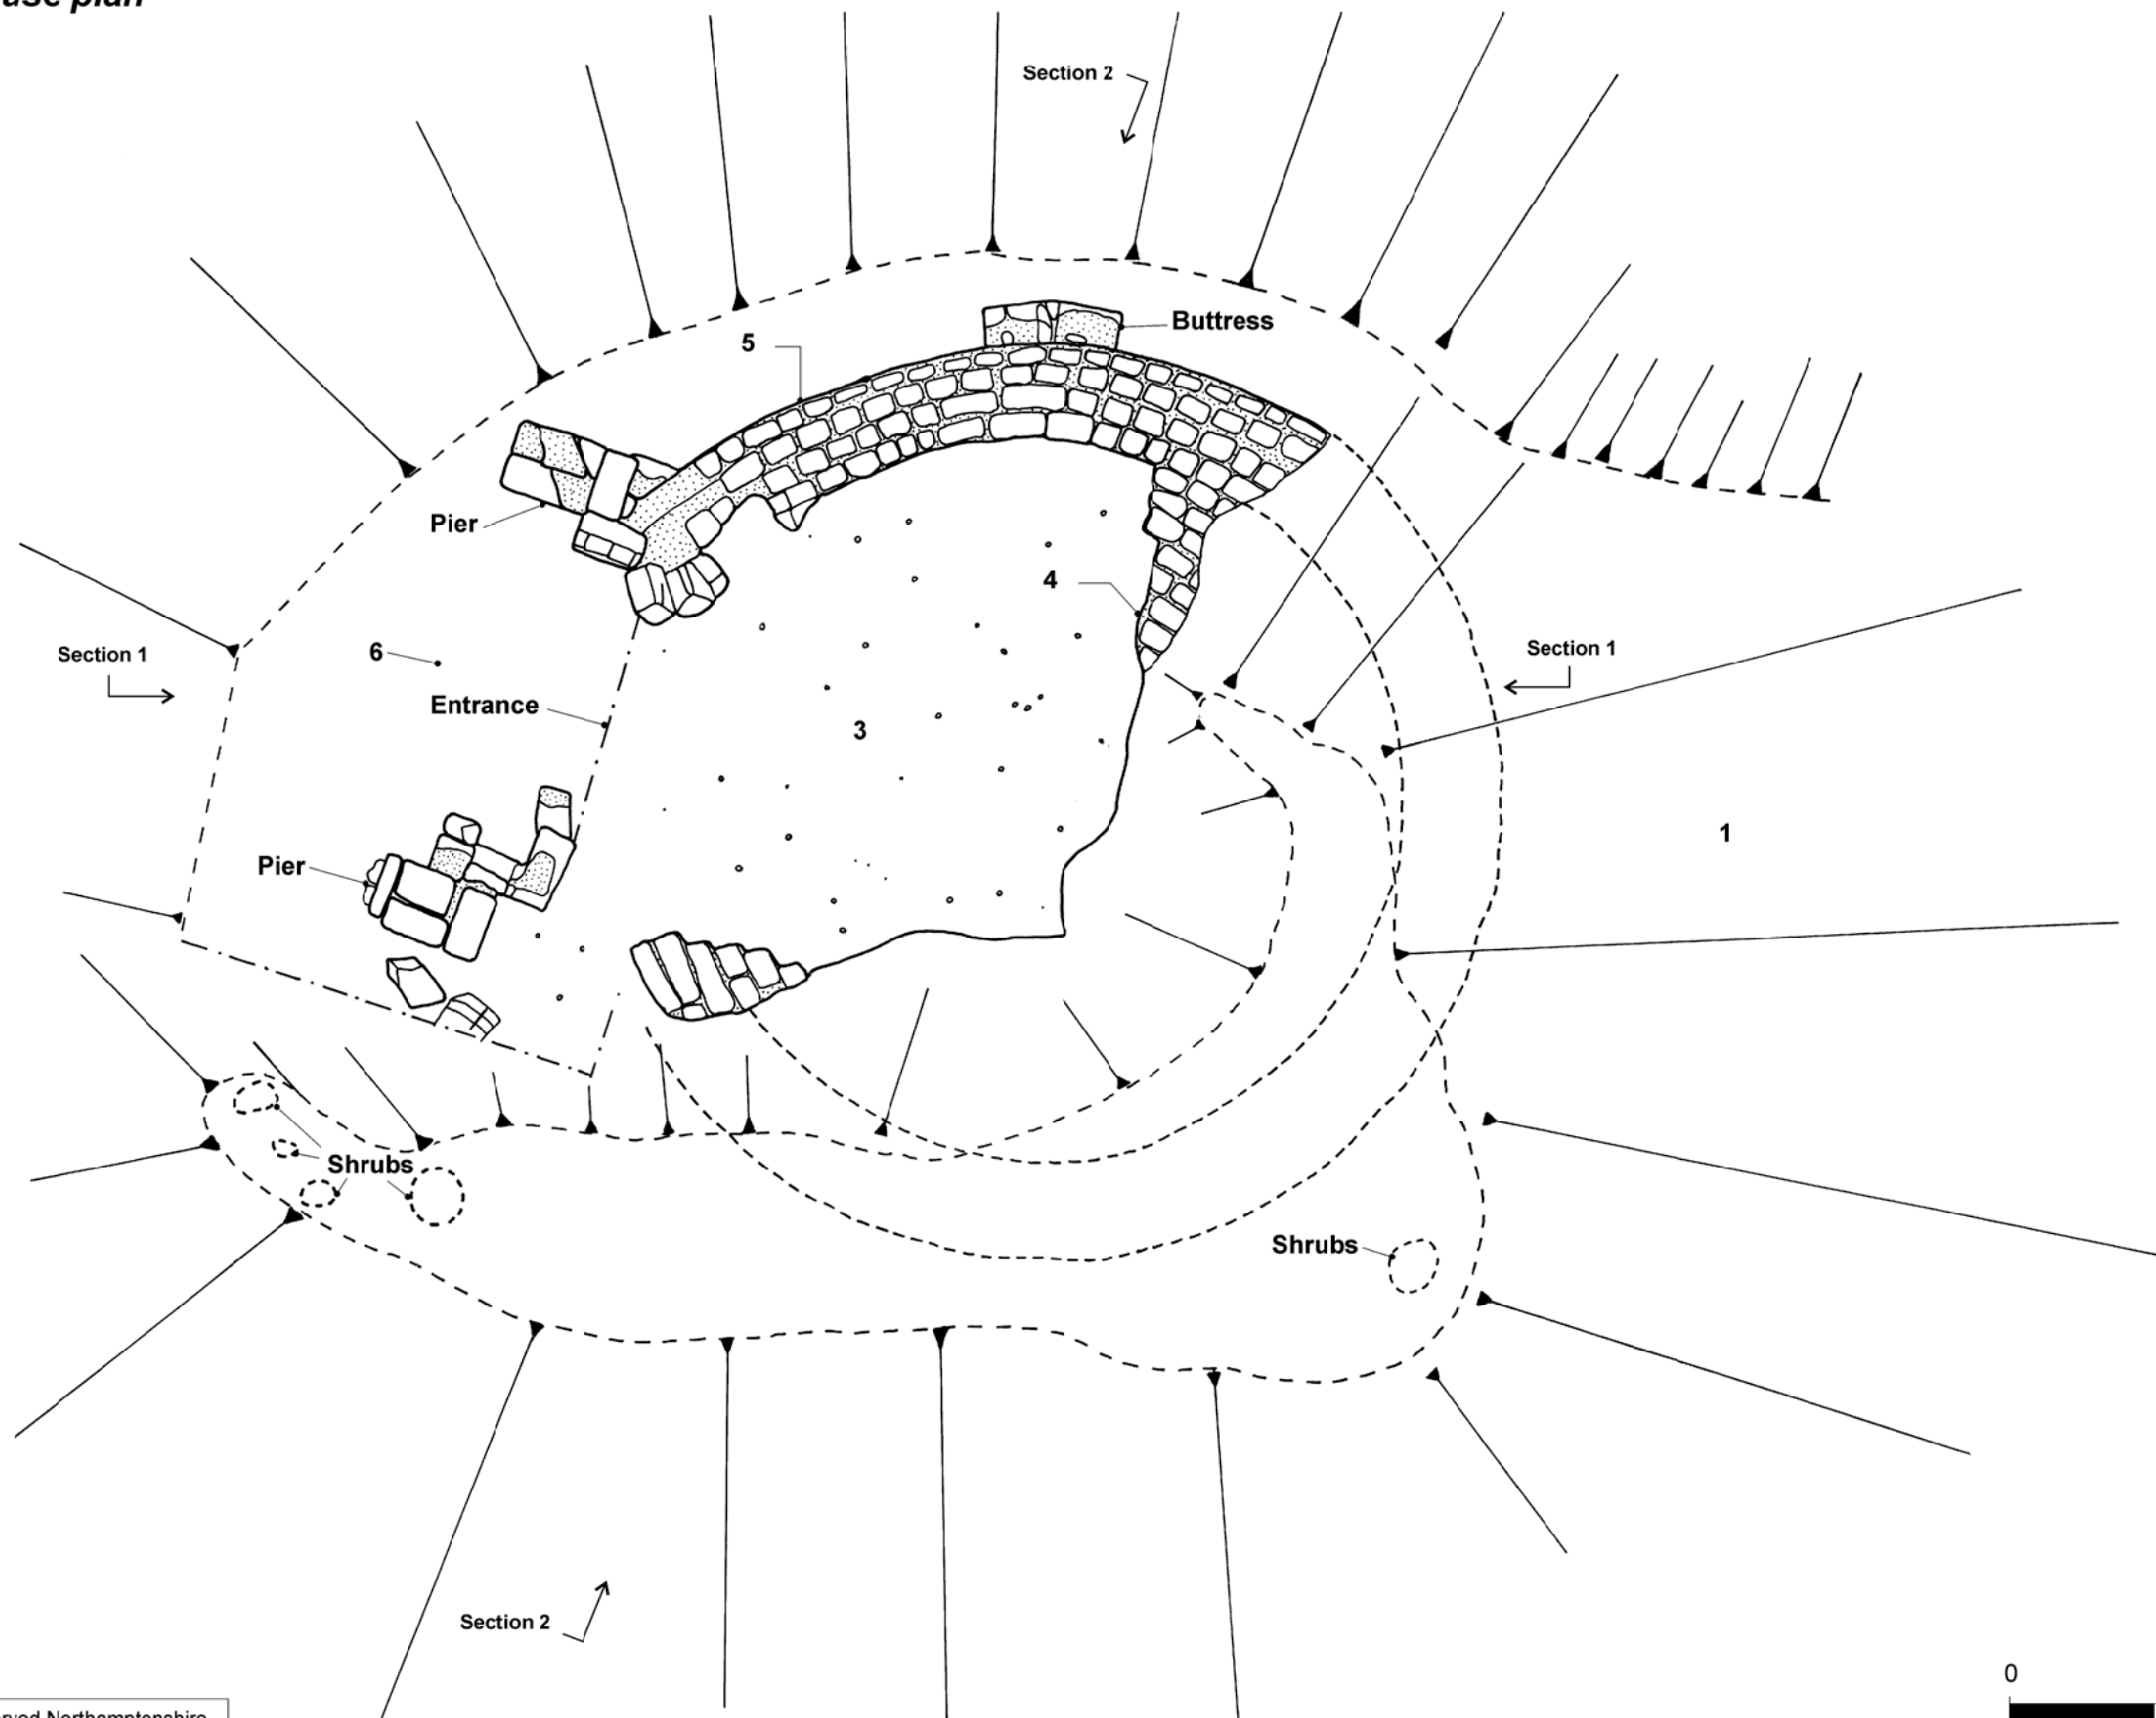 plan
Section 2
Buttress
5
Pier
4
6
Section 1
Section 1
Entrance
3
1
Pier
Shrubs
Shrubs
Section 2
0
Northamptonshire